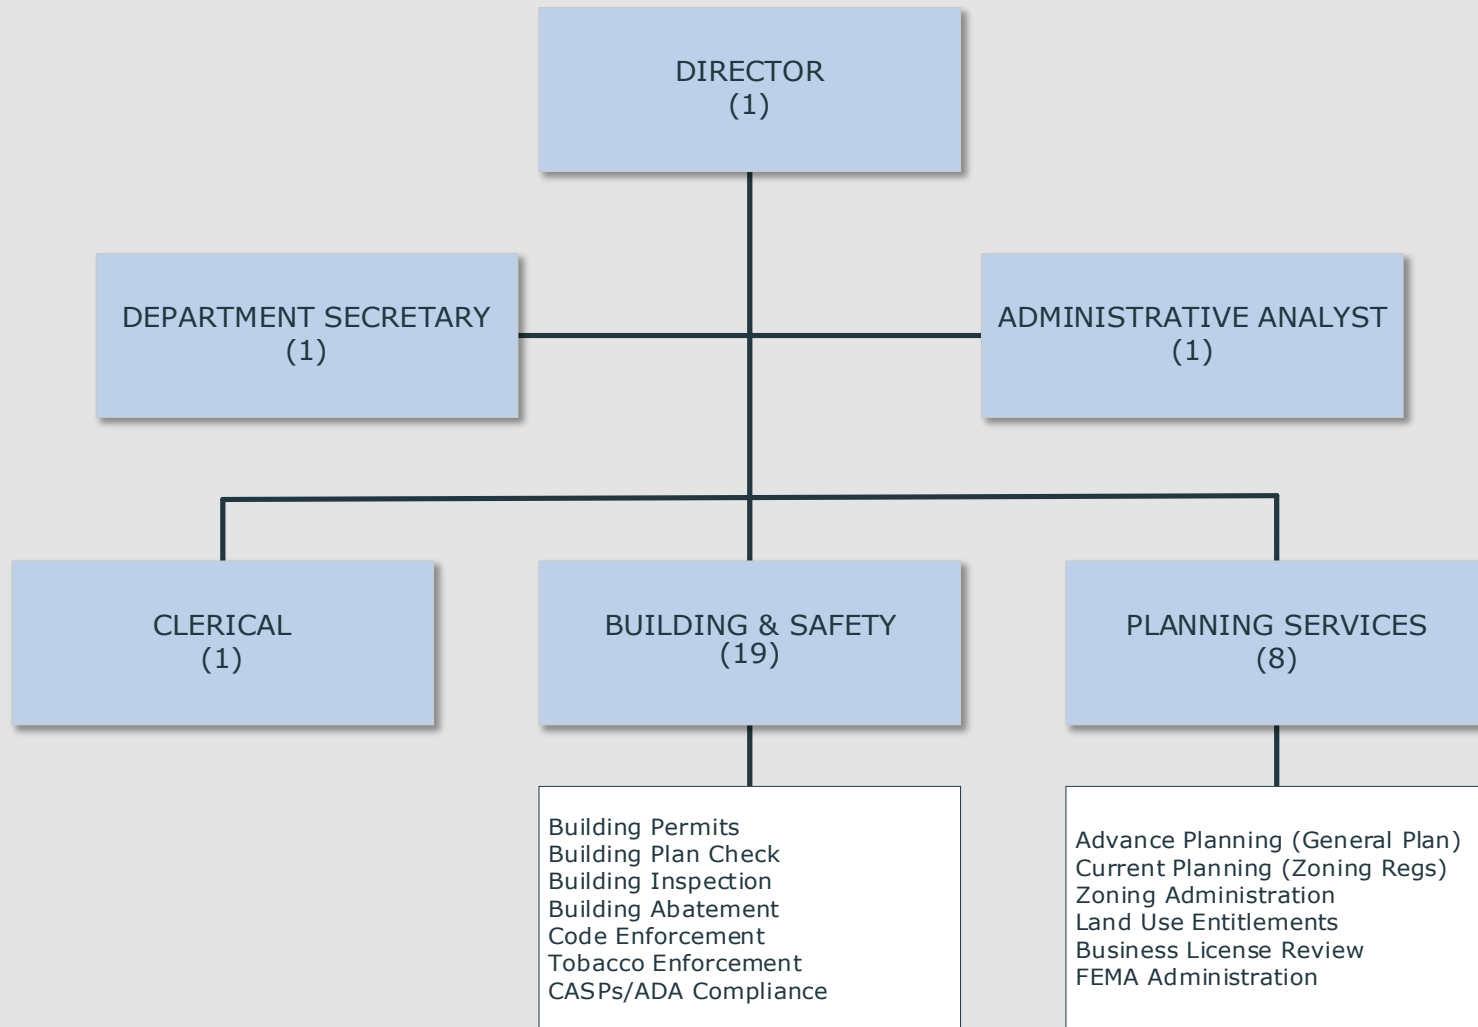 DIRECTOR
(1)
DEPARTMENT SECRETARY
(1)
ADMINISTRATIVE ANALYST
(1)
CLERICAL
(1)
BUILDING & SAFETY
(19)
PLANNING SERVICES
(8)
Building Permits
Building Plan Check
Building Inspection
Building Abatement
Code Enforcement
Tobacco Enforcement
CASPs/ADA Compliance
Advance Planning (General Plan)
Current Planning (Zoning Regs)
Zoning Administration
Land Use Entitlements
Business License Review
FEMA Administration